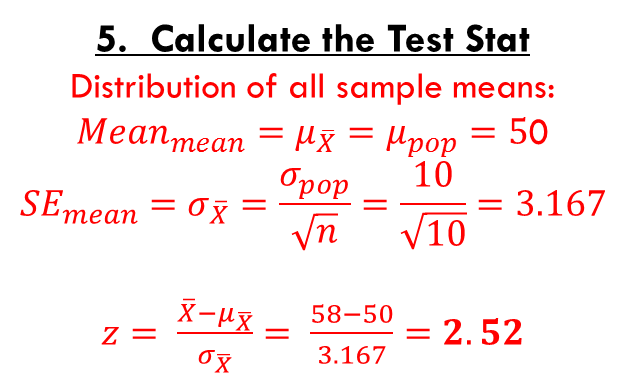 5. Calculate the Test Stat
Distribution of all sample means:
Mean_mean = μ_X̄ = μ_pop = 50
SE_mean = σ_X̄ = σ_pop/√n = 10/√10 = 3.167
z = (X̄−μ_X̄)/σ_X̄ = (58−50)/3.167 = 2.52